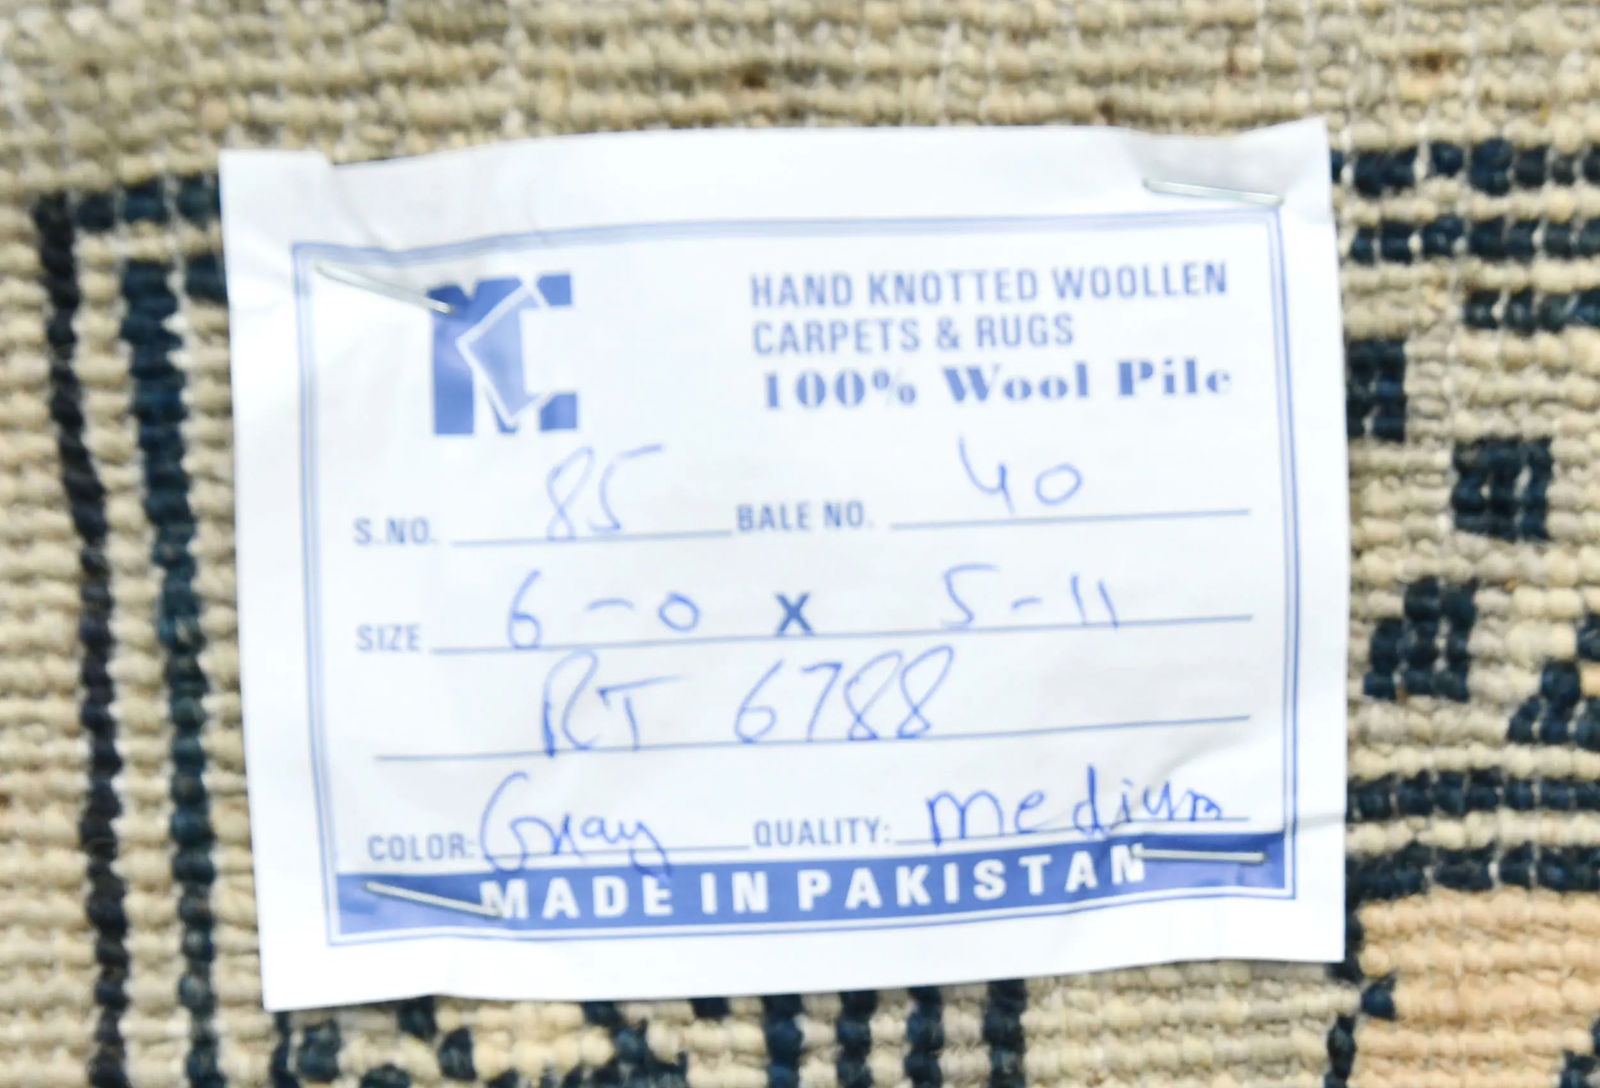 HAND KNOTTED WOOLLEN
CARPETS & RUGS
100% Wool Pile
S.NO. 85 BALE NO. 40
SIZE 6-0 X 5-11
RT 6788
COLOR: Gray QUALITY: medium
MADE IN PAKISTAN